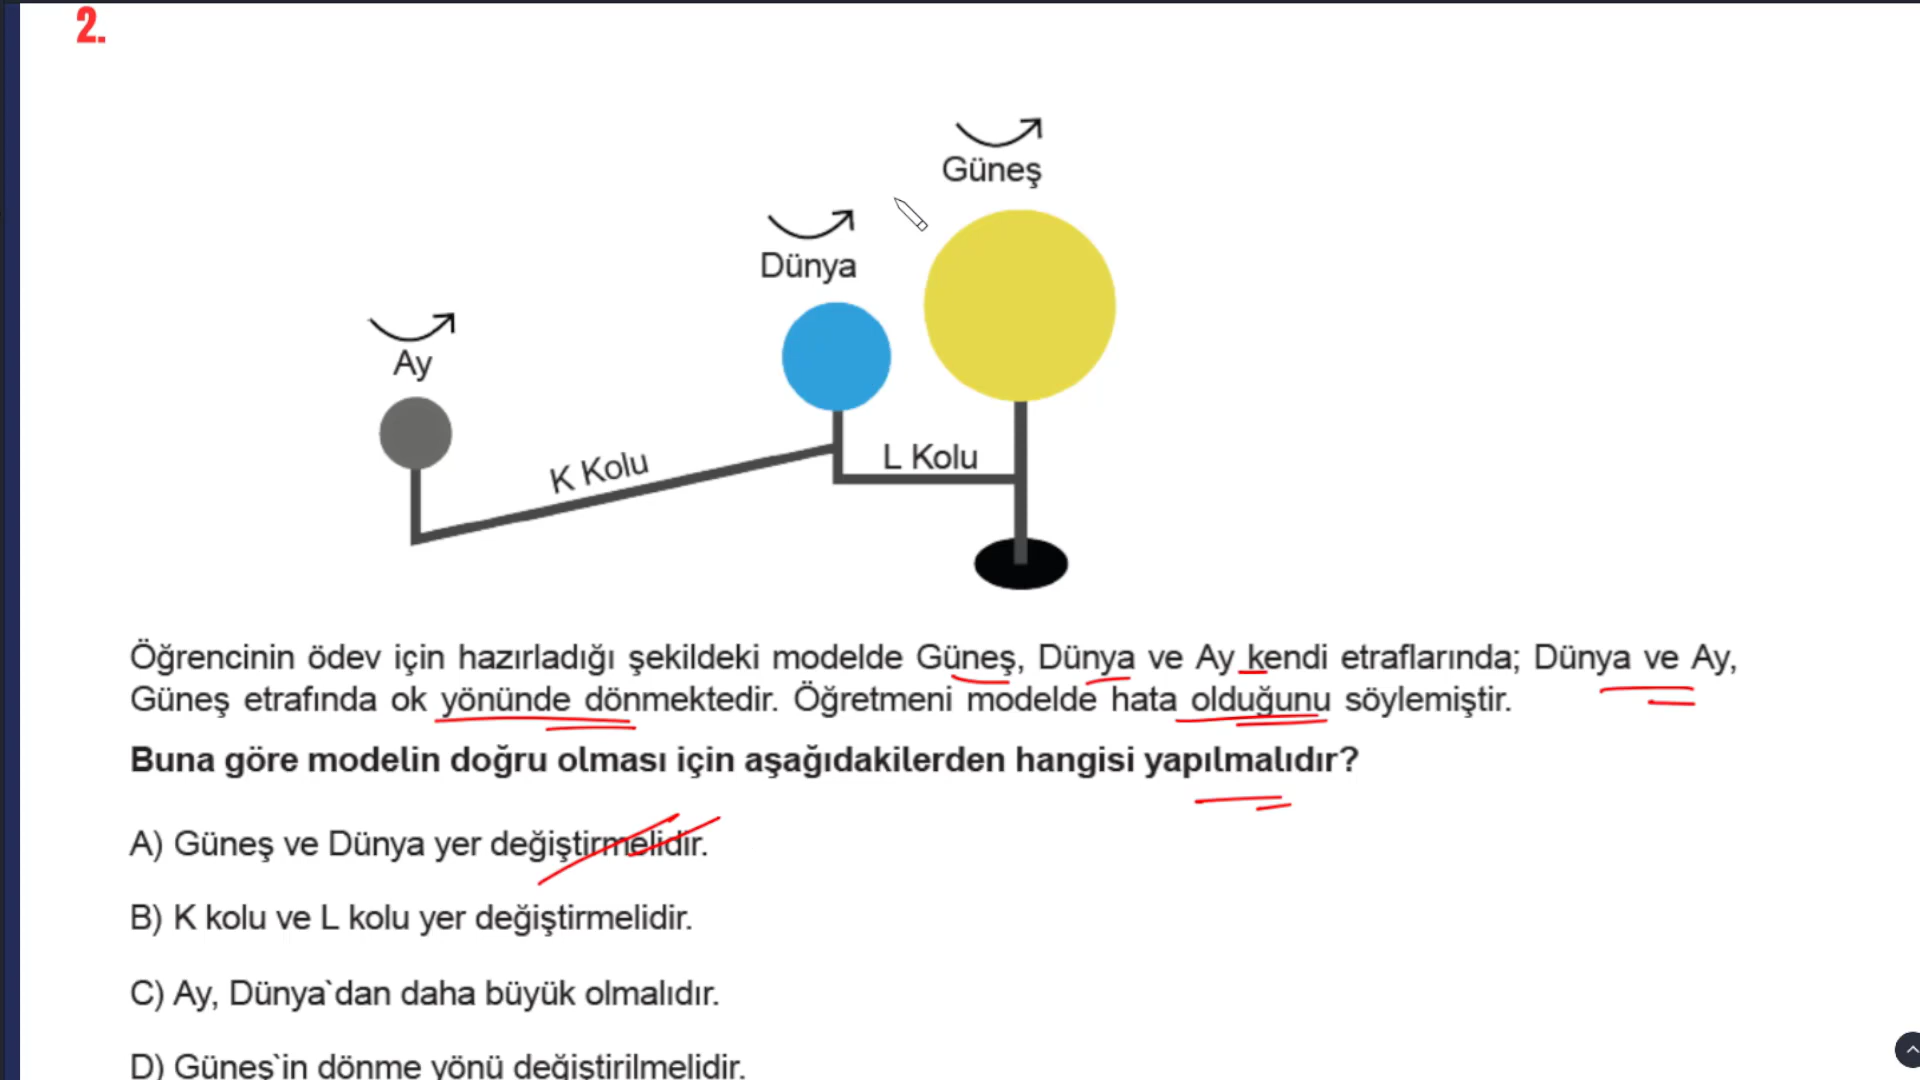 2.
Güneş
Dünya
Ay
K Kolu
L Kolu
Öğrencinin ödev için hazırladığı şekildeki modelde Güneş, Dünya ve Ay kendi etraflarında; Dünya ve Ay,
Güneş etrafında ok yönünde dönmektedir. Öğretmeni modelde hata olduğunu söylemiştir.
Buna göre modelin doğru olması için aşağıdakilerden hangisi yapılmalıdır?
A) Güneş ve Dünya yer değiştirmelidir.
B) K kolu ve L kolu yer değiştirmelidir.
C) Ay, Dünya`dan daha büyük olmalıdır.
D) Güneş`in dönme yönü değiştirilmelidir.